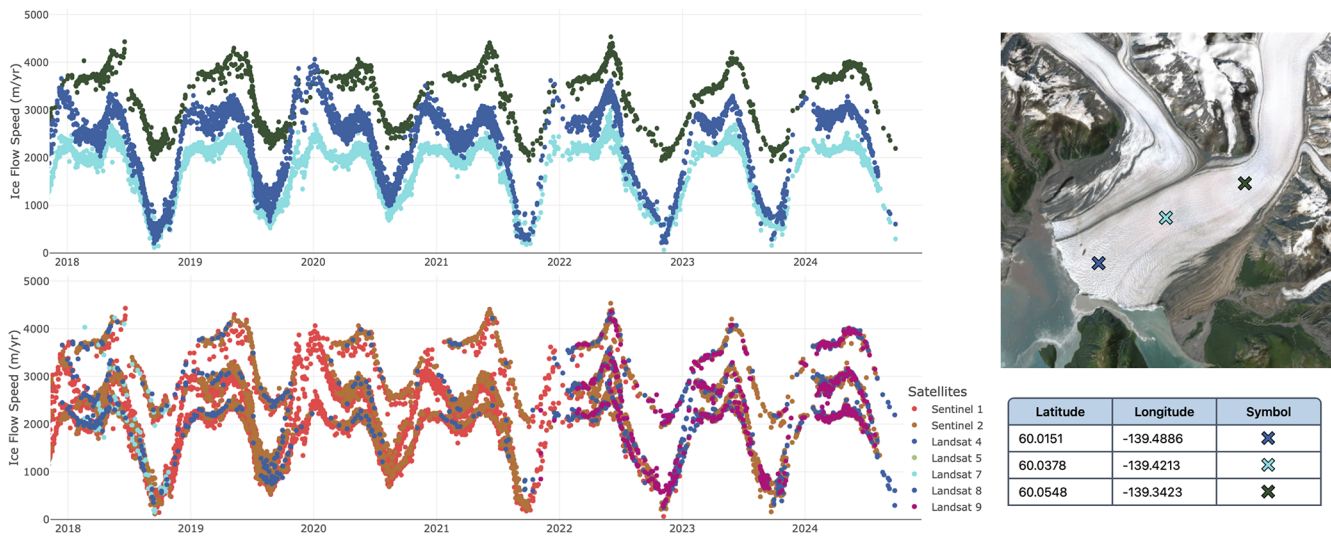 5000
4000
3000
2000
1000
0
Ice Flow Speed (m/yr)
2018 2019 2020 2021 2022 2023 2024
5000
4000
3000
2000
1000
0
Ice Flow Speed (m/yr)
2018 2019 2020 2021 2022 2023 2024
Satellites
Sentinel 1
Sentinel 2
Landsat 4
Landsat 5
Landsat 7
Landsat 8
Landsat 9
Latitude Longitude Symbol
60.0151 -139.4886
60.0378 -139.4213
60.0548 -139.3423